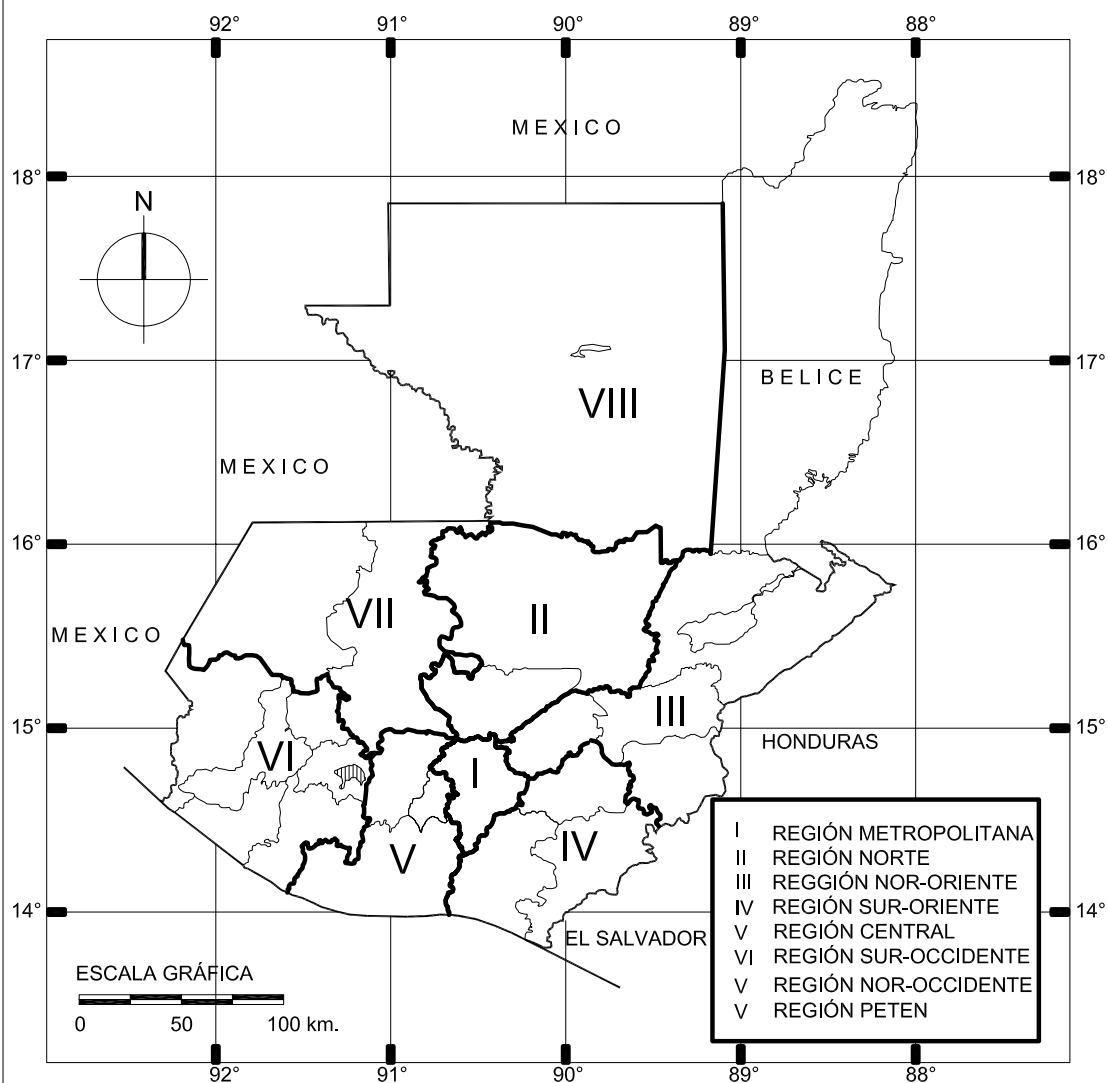 92° 91° 90° 89° 88°
MEXICO
18° 18°
N
17° 17°
BELICE
VIII
MEXICO
16° 16°
VII
II
MEXICO
III
15° 15°
HONDURAS
VI
I
IV
V
14° 14°
EL SALVADOR
I REGIÓN METROPOLITANA
II REGIÓN NORTE
III REGGIÓN NOR-ORIENTE
IV REGIÓN SUR-ORIENTE
V REGIÓN CENTRAL
VI REGIÓN SUR-OCCIDENTE
V REGIÓN NOR-OCCIDENTE
V REGIÓN PETEN
ESCALA GRÁFICA
0 50 100 km.
92° 91° 90° 89° 88°